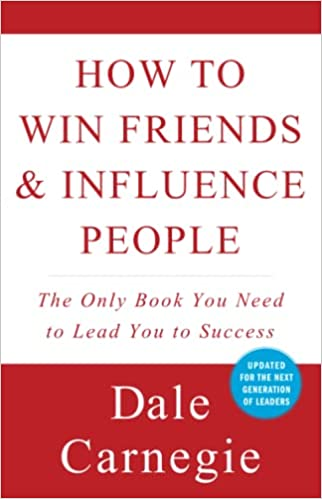 HOW TO
WIN FRIENDS
& INFLUENCE
PEOPLE
The Only Book You Need
to Lead You to Success
UPDATED
FOR THE NEXT
GENERATION
OF LEADERS
Dale
Carnegie